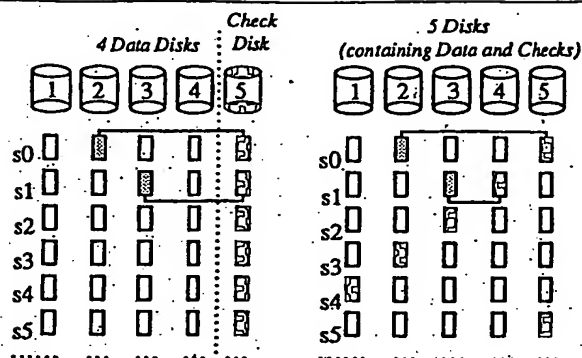 Check
4 Data Disks Disk
1 2 3 4 5
s0
s1
s2
s3
s4
s5
5 Disks
(containing Data and Checks)
1 2 3 4 5
s0
s1
s2
s3
s4
s5